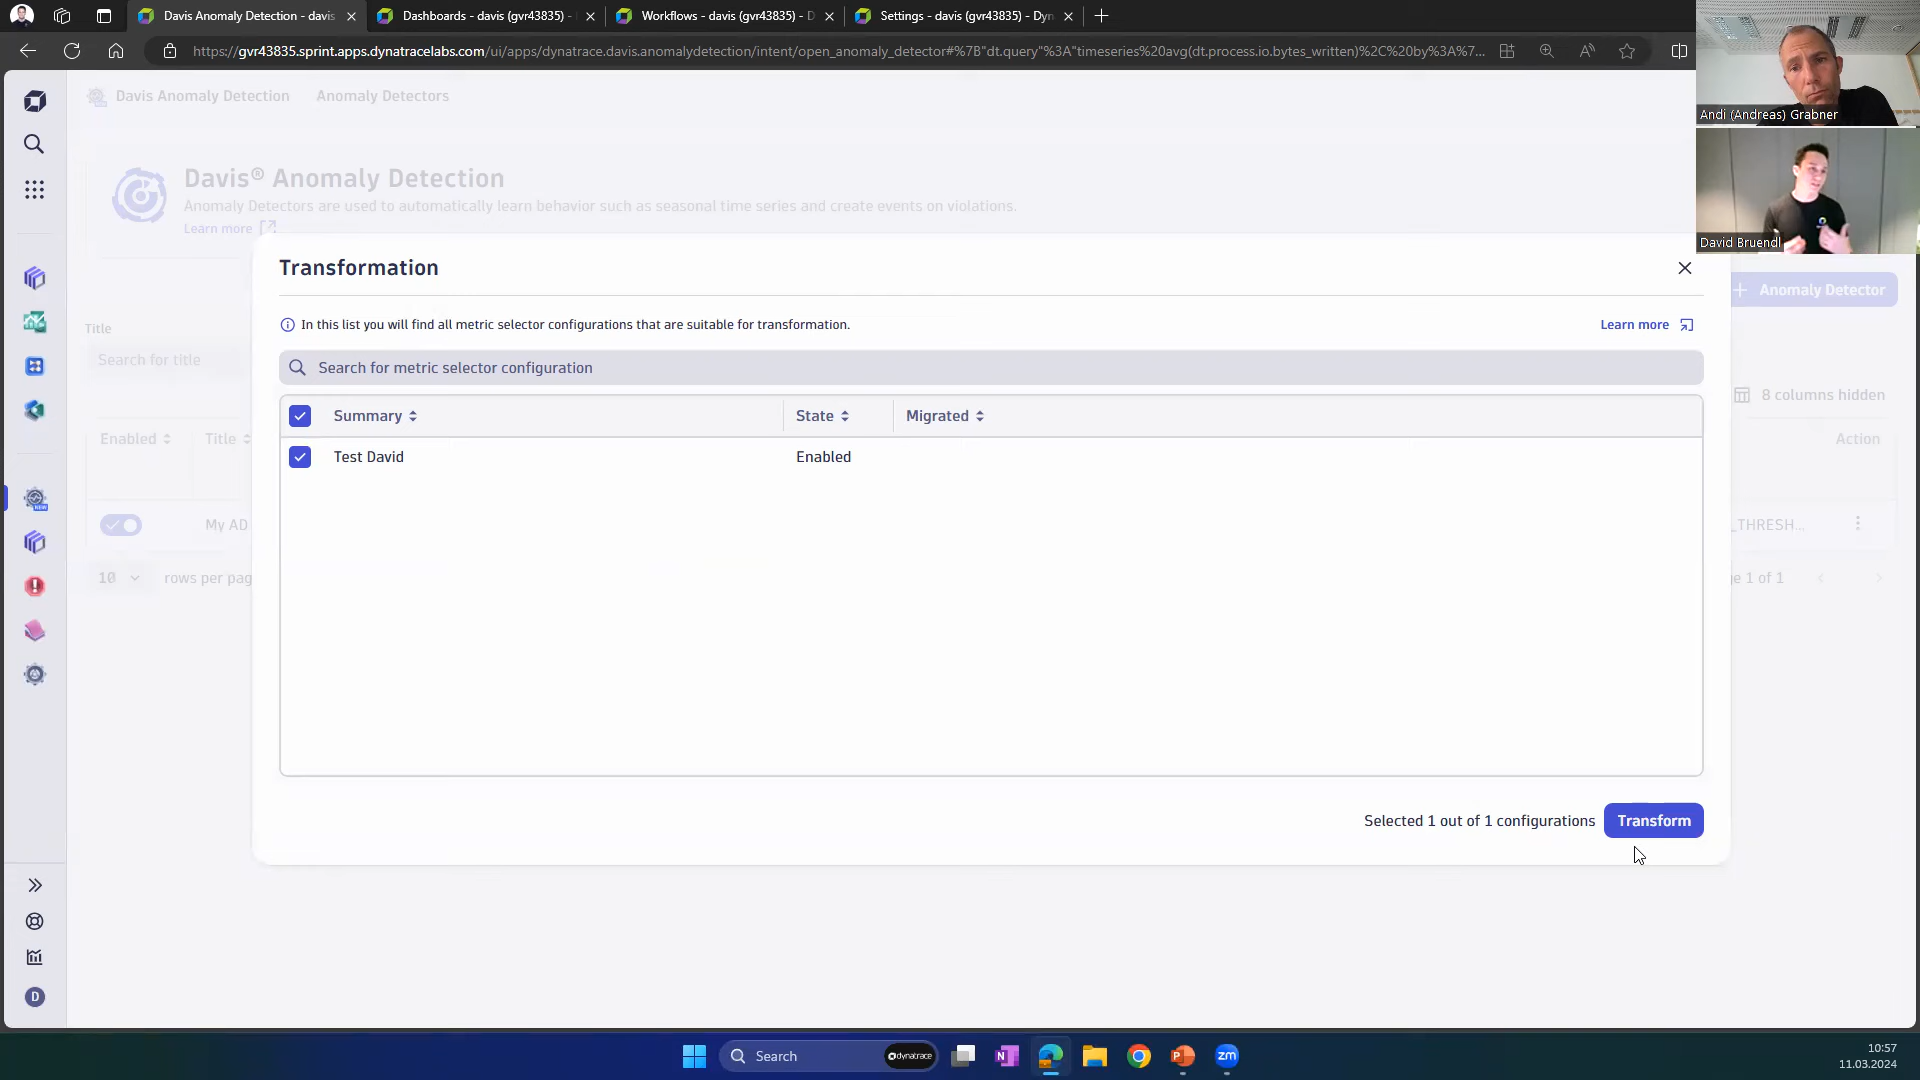 Davis Anomaly Detection - davis
Dashboards - davis (gvr43835) -
Workflows - davis (gvr43835) - D
Settings - davis (gvr43835) - Dyn
https://gvr43835.sprint.apps.dynatracelabs.com/ui/apps/dynatrace.davis.anomalydetection/intent/open_anomaly_detector#%7B"dt.query"%3A"timeseries%20avg(dt.process.io.bytes_written)%2C%20by%3A%7...
Andi (Andreas) Grabner
David Bruendl
Davis Anomaly Detection
Anomaly Detectors
Davis® Anomaly Detection
Anomaly Detectors are used to automatically learn behavior such as seasonal time series and create events on violations.
Learn more
Transformation
Anomaly Detector
In this list you will find all metric selector configurations that are suitable for transformation.
Learn more
Title
Search for title
Search for metric selector configuration
8 columns hidden
Summary
State
Migrated
Enabled
Title
Action
Test David
Enabled
NEW
My AD
_THRESH...
10
rows per pag
e 1 of 1
Selected 1 out of 1 configurations
Transform
D
Search
dynatrace
N
P
zm
10:57
11.03.2024